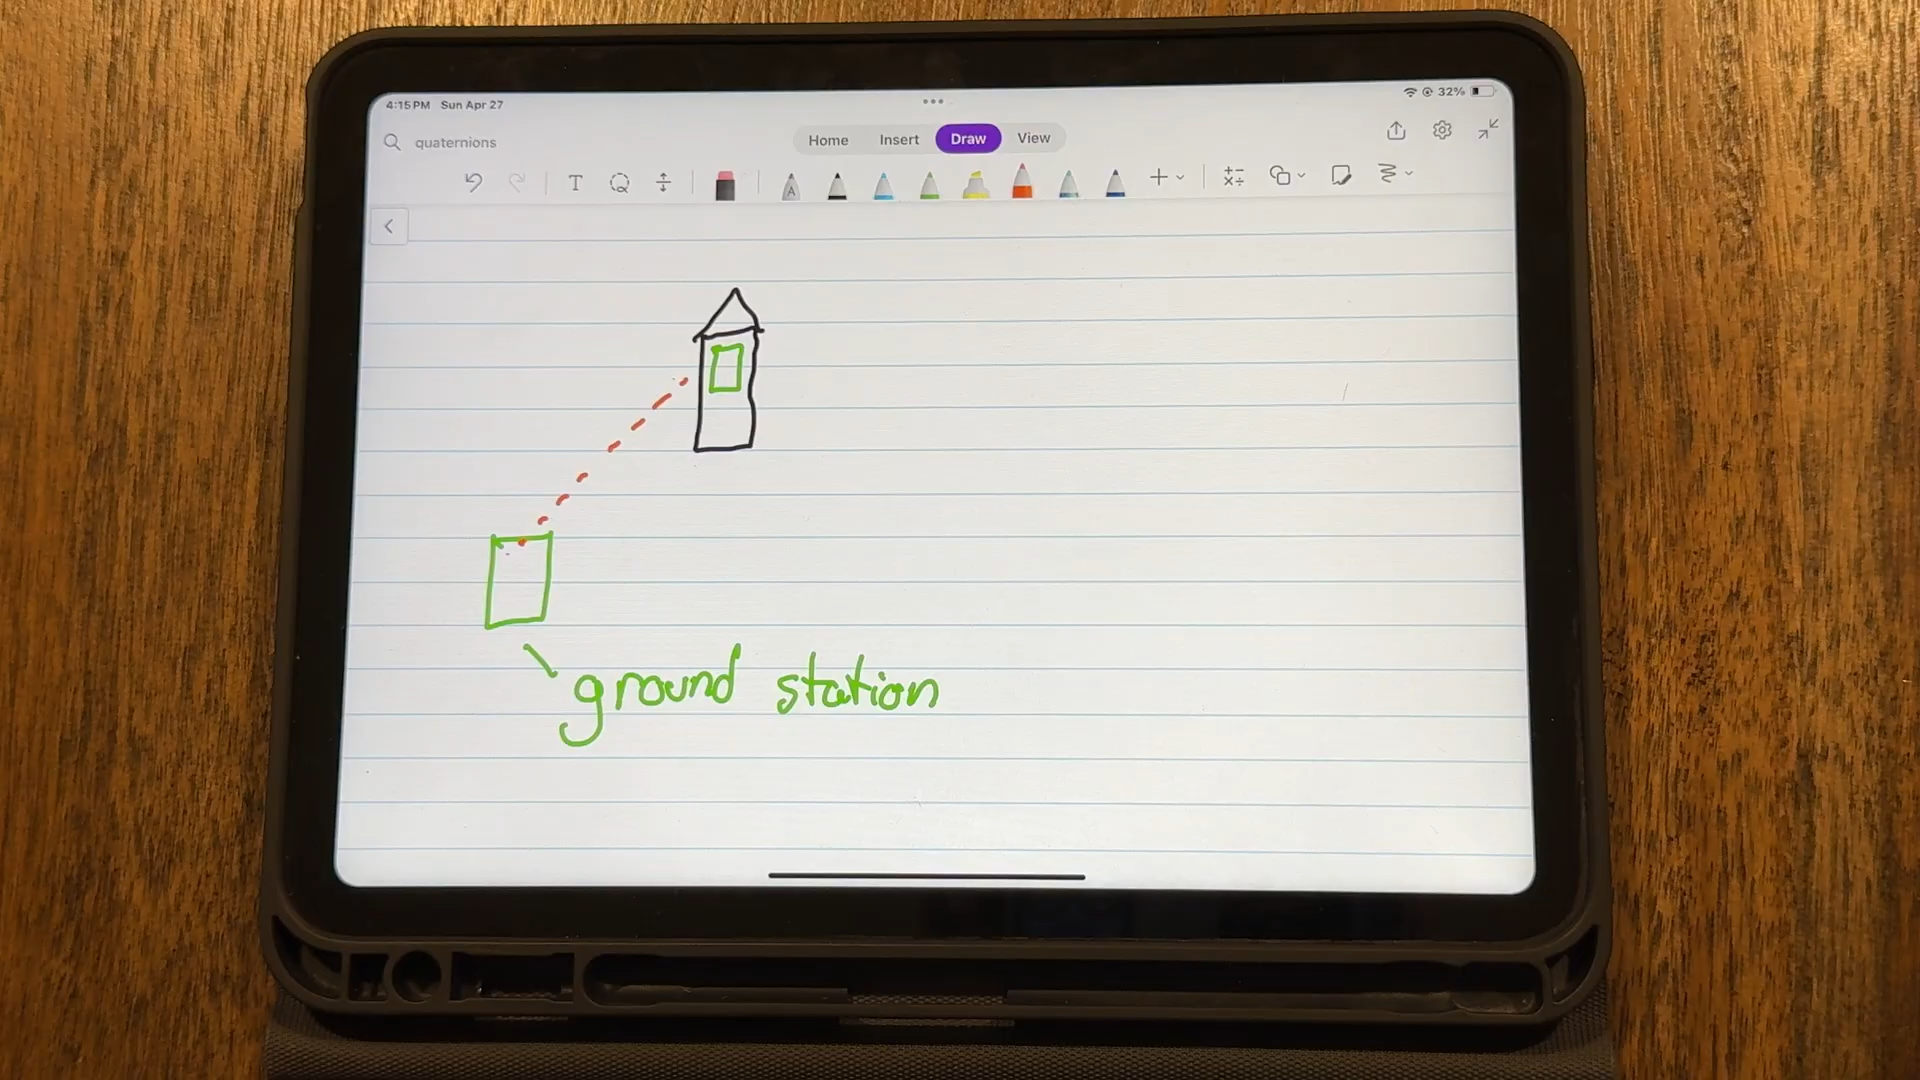 4:15 PM Sun Apr 27
32%
quaternions
Home Insert Draw View
T
A
ground station